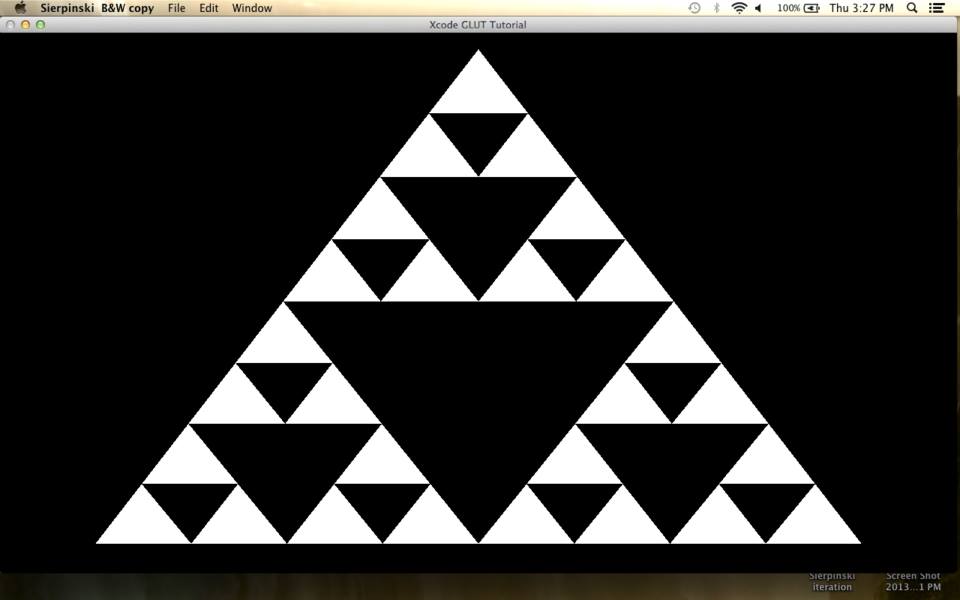 Sierpinski B&W copy File Edit Window 100% Thu 3:27 PM
Xcode GLUT Tutorial
Sierpinski Screen Shot
iteration 2013...1 PM